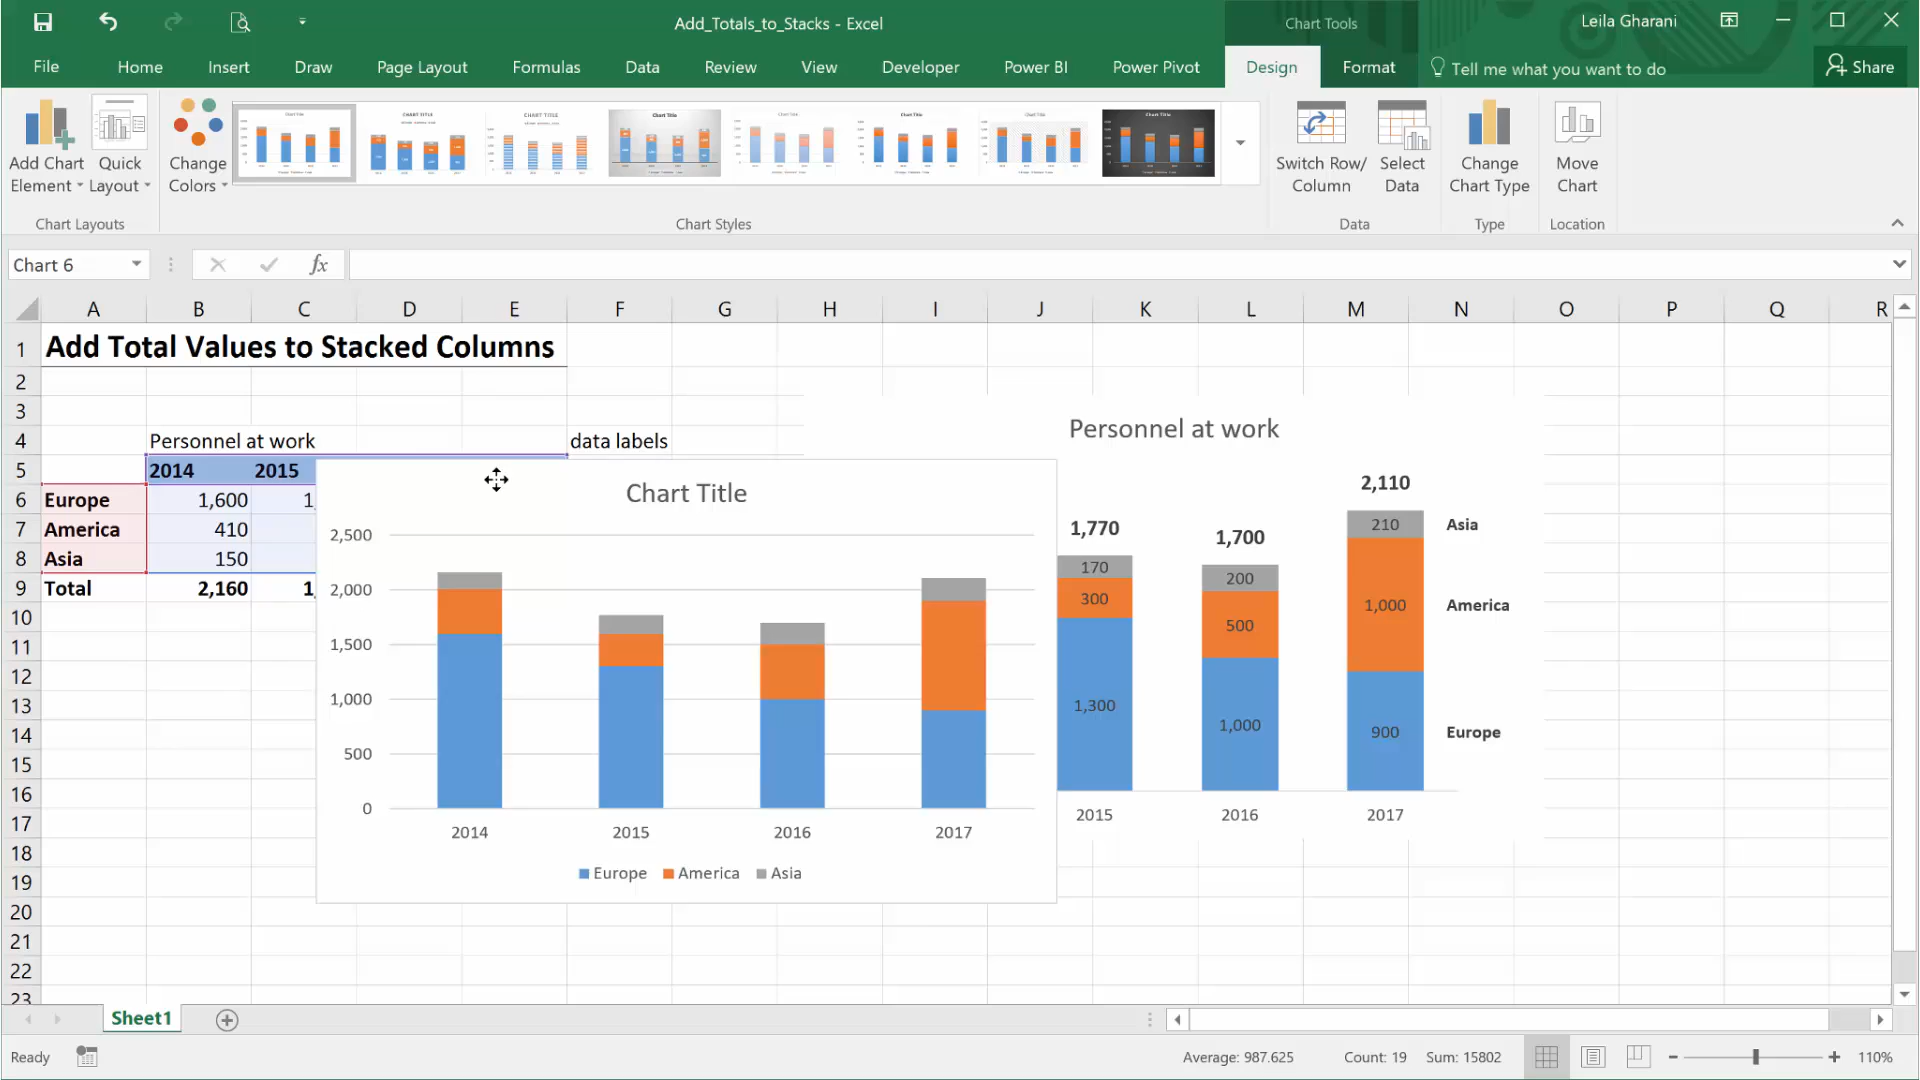 Add_Totals_to_Stacks - Excel
Chart Tools
Leila Gharani
File
Home
Insert
Draw
Page Layout
Formulas
Data
Review
View
Developer
Power BI
Power Pivot
Design
Format
Tell me what you want to do
Share
Add Chart
Element
Quick
Layout
Change
Colors
Switch Row/
Column
Select
Data
Change
Chart Type
Move
Chart
Chart Layouts
Chart Styles
Data
Type
Location
Chart 6
fx
A B C D E F G H I J K L M N O P Q R
1 Add Total Values to Stacked Columns
2
3
4 Personnel at work data labels
5 2014 2015
6 Europe 1,600 1,
7 America 410
8 Asia 150
9 Total 2,160 1,
10
11
12
13
14
15
16
17
18
19
20
21
22
23
Chart Title
2,500
2,000
1,500
1,000
500
0
2014 2015 2016 2017
Europe America Asia
Personnel at work
1,770 1,700 2,110
170 200 210 Asia
300 500 1,000 America
1,300 1,000 900 Europe
2015 2016 2017
Sheet1
Ready
Average: 987.625
Count: 19
Sum: 15802
110%